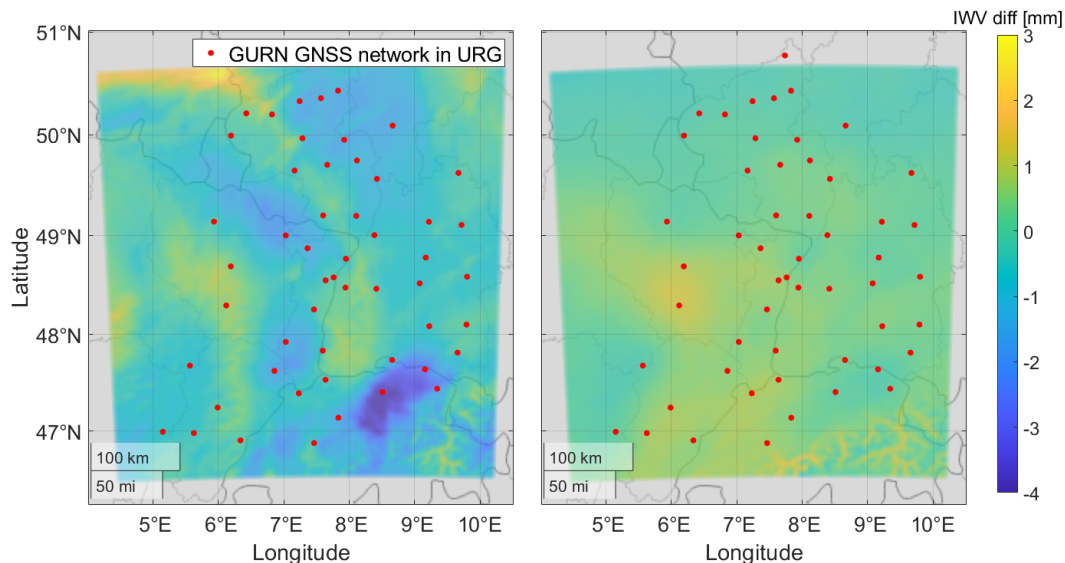 IWV diff [mm]
51°N
50°N
49°N
48°N
47°N
Latitude
GURN GNSS network in URG
100 km
50 mi
5°E 6°E 7°E 8°E 9°E 10°E
Longitude
100 km
50 mi
5°E 6°E 7°E 8°E 9°E 10°E
Longitude
3
2
1
0
-1
-2
-3
-4